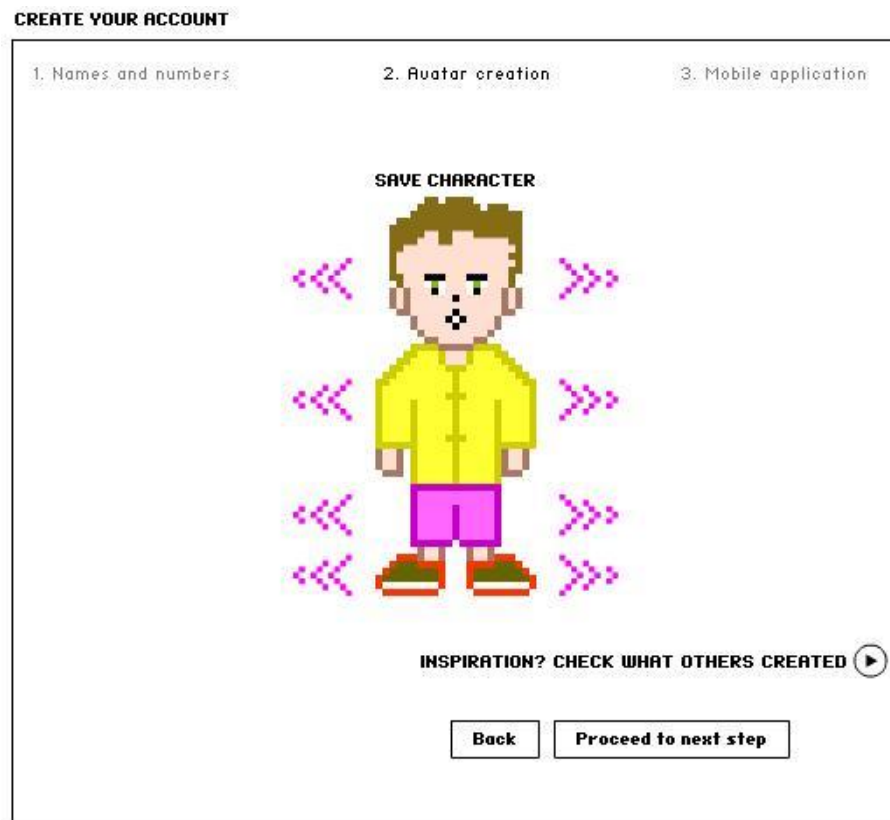 CREATE YOUR ACCOUNT
1. Names and numbers 2. Avatar creation 3. Mobile application
SAVE CHARACTER
INSPIRATION? CHECK WHAT OTHERS CREATED
Back Proceed to next step